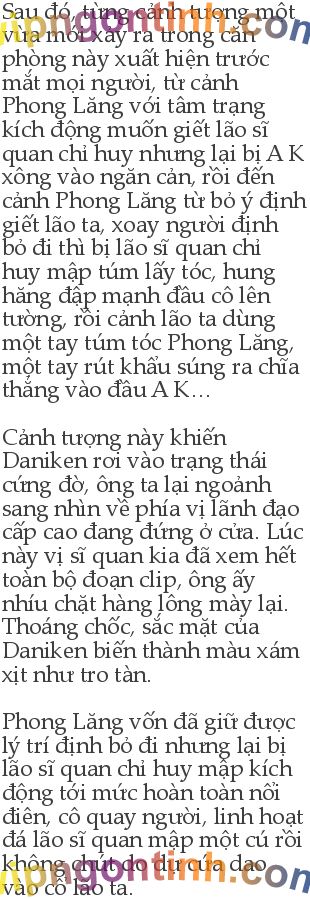 Sau đó, từng cảnh tượng một
vừa mới xảy ra trong căn
phòng này xuất hiện trước
mắt mọi người, từ cảnh
Phong Lăng với tâm trạng
kích động muốn giết lão sĩ
quan chỉ huy nhưng lại bị A K
xông vào ngăn cản, rồi đến
cảnh Phong Lăng từ bỏ ý định
giết lão ta, xoay người định
bỏ đi thì bị lão sĩ quan chỉ
huy mập túm lấy tóc, hung
hăng đập mạnh đầu cô lên
tường, rồi cảnh lão ta dùng
một tay túm tóc Phong Lăng,
một tay rút khẩu súng ra chĩa
thẳng vào đầu A K…
Cảnh tượng này khiến
Daniken rơi vào trạng thái
cứng đờ, ông ta lại ngoảnh
sang nhìn về phía vị lãnh đạo
cấp cao đang đứng ở cửa. Lúc
này vị sĩ quan kia đã xem hết
toàn bộ đoạn clip, ông ấy
nhíu chặt hàng lông mày lại.
Thoáng chốc, sắc mặt của
Daniken biến thành màu xám
xịt như tro tàn.
Phong Lăng vốn đã giữ được
lý trí định bỏ đi nhưng lại bị
lão sĩ quan chỉ huy mập kích
động tới mức hoàn toàn nổi
điên, cô quay người, linh hoạt
đá lão sĩ quan mập một cú rồi
không chút do dự cứa dao
vào cổ lão ta.
vipngontinh.com
vipngontinh.com